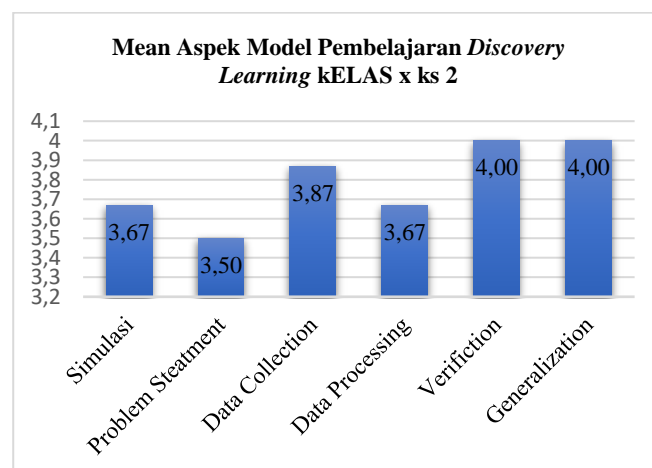 Mean Aspek Model Pembelajaran Discovery
Learning kELAS x ks 2
4,1
4
3,9
3,8
3,7
3,6
3,5
3,4
3,3
3,2
3,67
3,50
3,87
3,67
4,00
4,00
Simulasi
Problem Steatment
Data Collection
Data Processing
Verifiction
Generalization